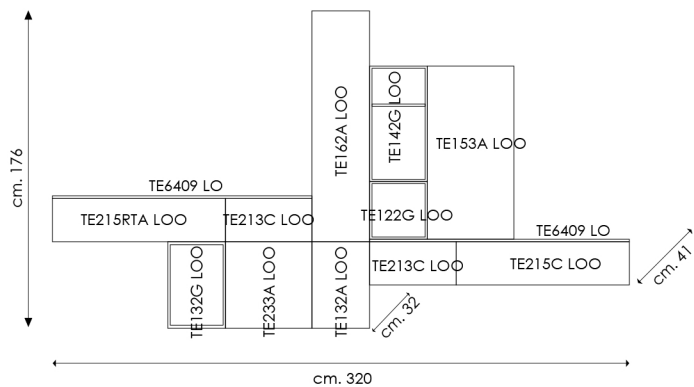 cm. 176
TE162A LOO
TE142G LOO
TE153A LOO
TE6409 LO
TE215RTA LOO
TE213C LOO
TE122G LOO
TE6409 LO
TE132G LOO
TE233A LOO
TE132A LOO
TE213C LOO
TE215C LOO
cm. 41
cm. 32
cm. 320